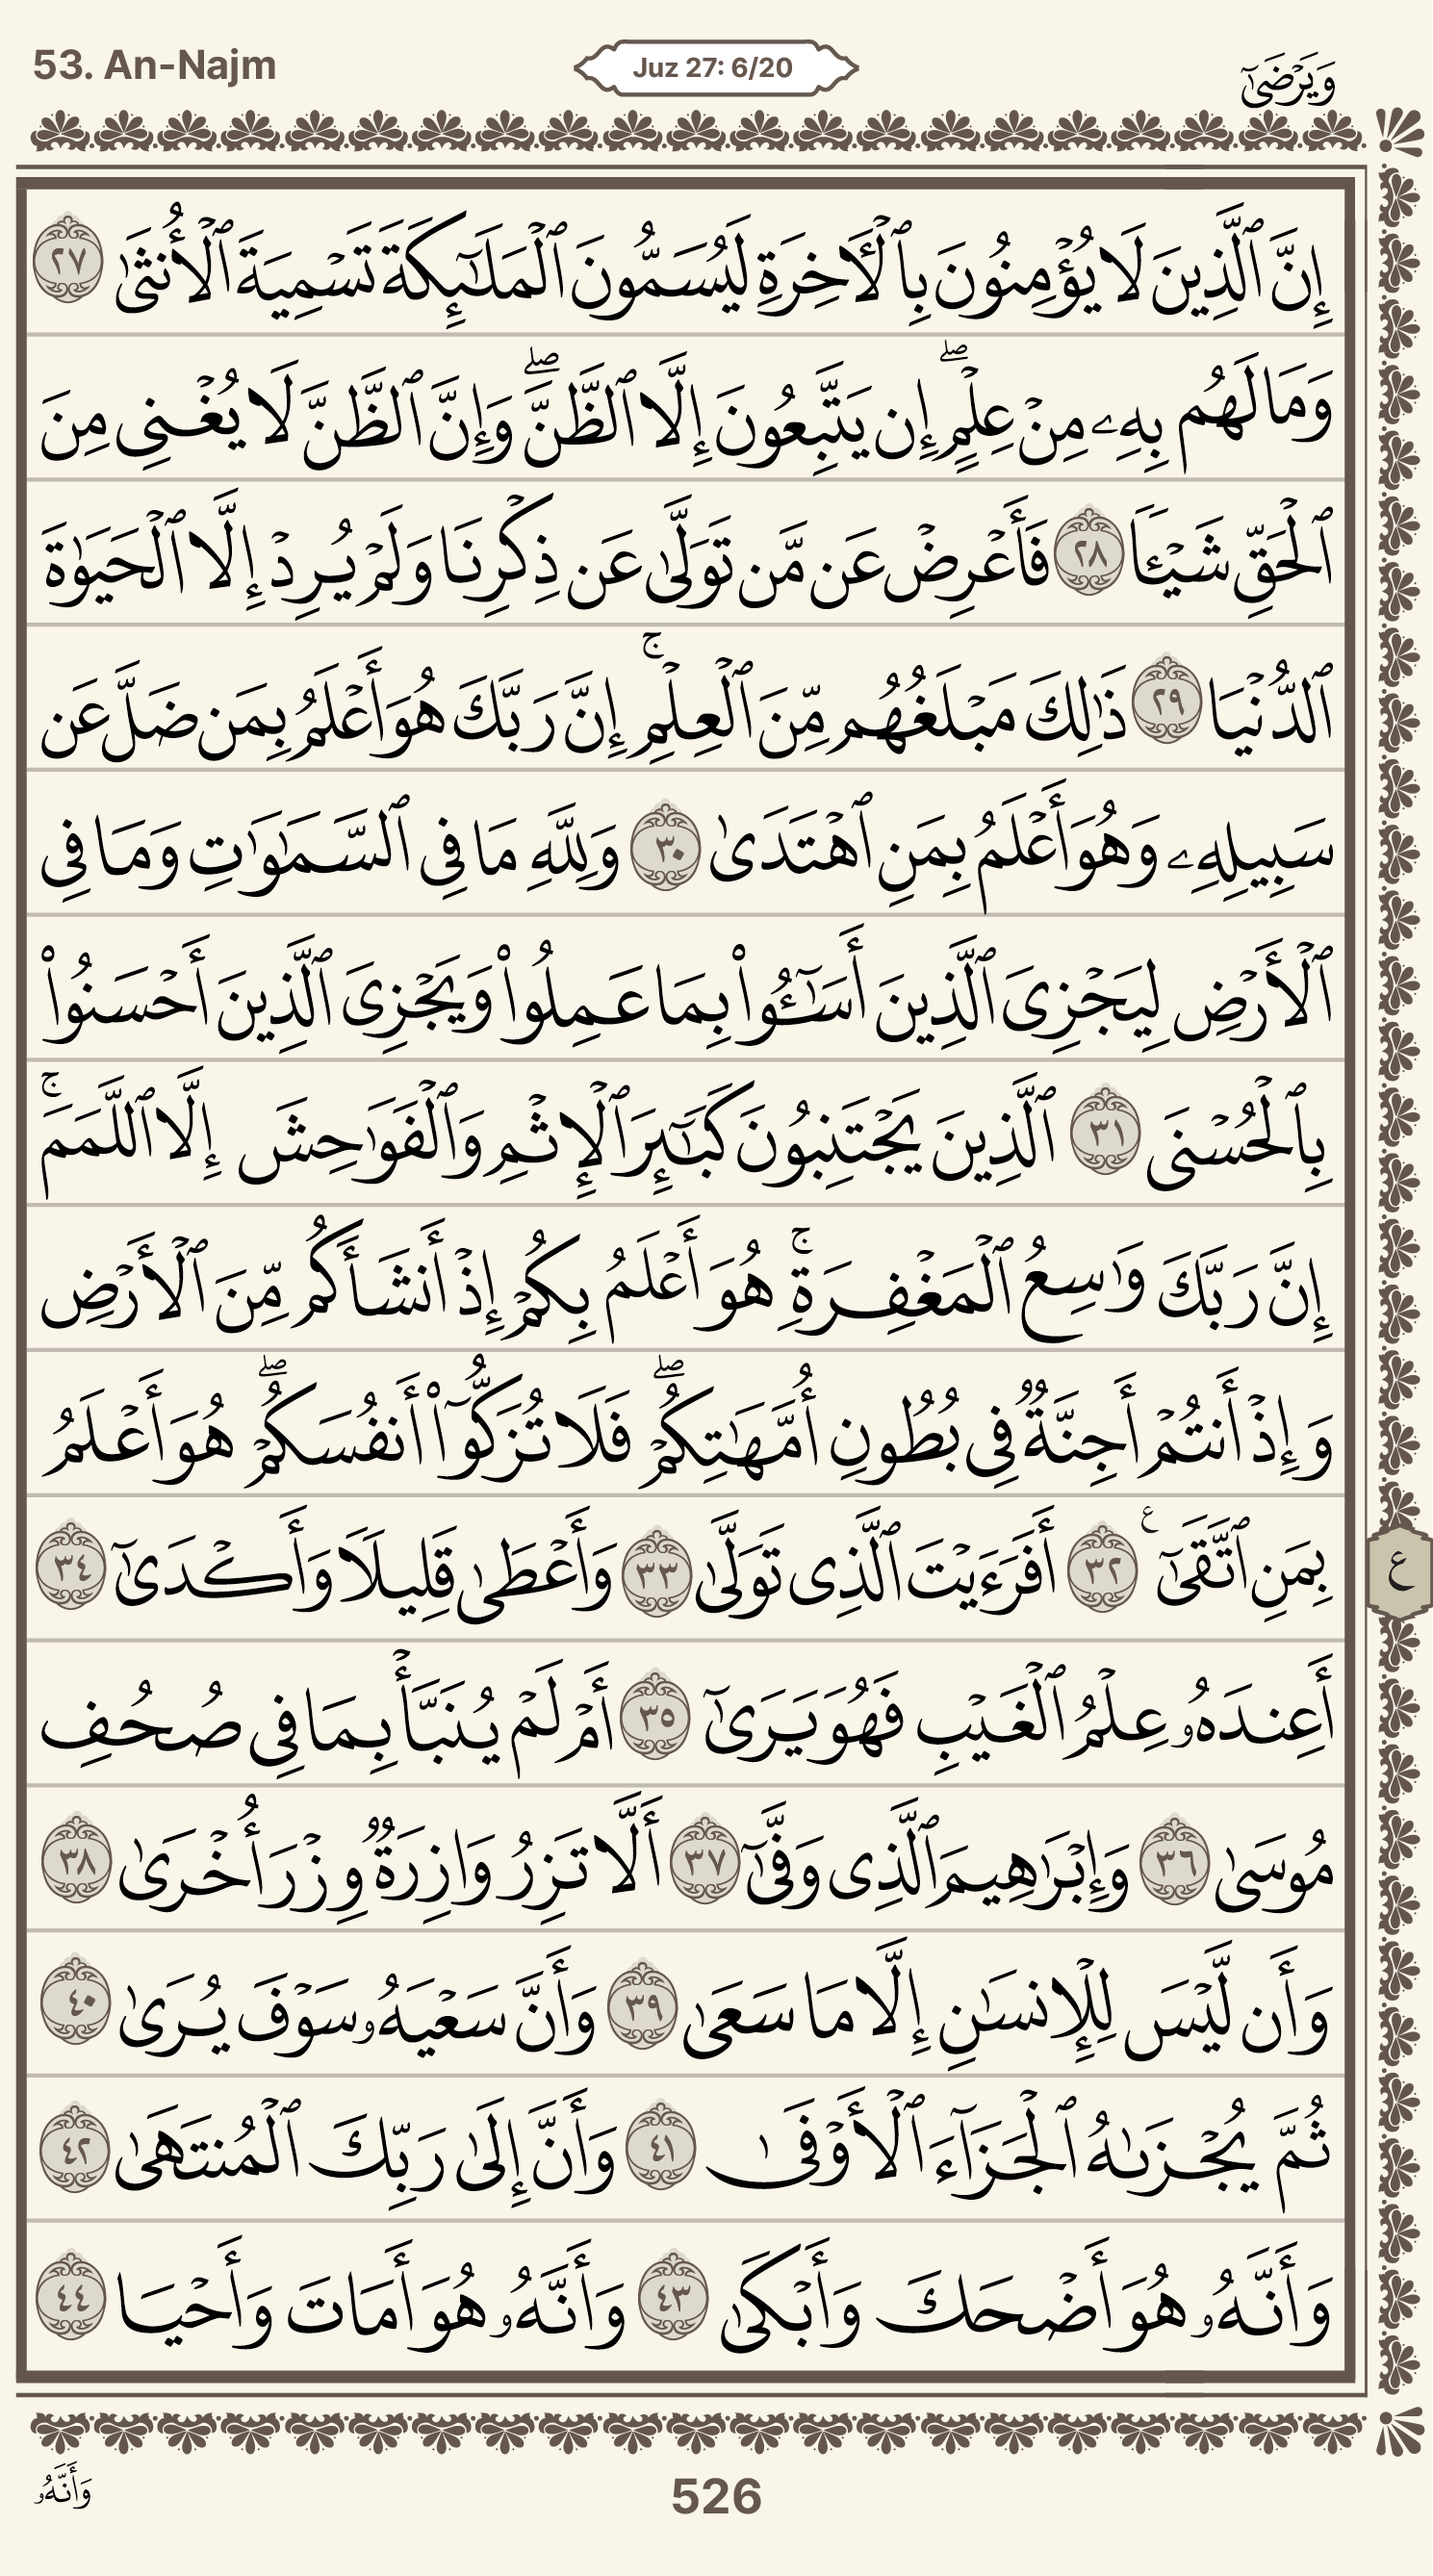 53. An-Najm
Juz 27: 6/20
وَيَرْضَىٰٓ
إِنَّ ٱلَّذِينَ لَا يُؤْمِنُونَ بِٱلْأَخِرَةِ لَيُسَمُّونَ ٱلْمَلَـٰٓئِكَةَ تَسْمِيَةَ ٱلْأُنثَىٰ ٢٧
وَمَا لَهُم بِهِۦ مِنْ عِلْمٍ ۖ إِن يَتَّبِعُونَ إِلَّا ٱلظَّنَّ ۖ وَإِنَّ ٱلظَّنَّ لَا يُغْنِى مِنَ
ٱلْحَقِّ شَيْـًٔا ٢٨ فَأَعْرِضْ عَن مَّن تَوَلَّىٰ عَن ذِكْرِنَا وَلَمْ يُرِدْ إِلَّا ٱلْحَيَوٰةَ
ٱلدُّنْيَا ٢٩ ذَٰلِكَ مَبْلَغُهُم مِّنَ ٱلْعِلْمِ ۚ إِنَّ رَبَّكَ هُوَ أَعْلَمُ بِمَن ضَلَّ عَن
سَبِيلِهِۦ وَهُوَ أَعْلَمُ بِمَنِ ٱهْتَدَىٰ ٣٠ وَلِلَّهِ مَا فِى ٱلسَّمَـٰوَٰتِ وَمَا فِى
ٱلْأَرْضِ لِيَجْزِىَ ٱلَّذِينَ أَسَـٰٓـُٔوا۟ بِمَا عَمِلُوا۟ وَيَجْزِىَ ٱلَّذِينَ أَحْسَنُوا۟
بِٱلْحُسْنَى ٣١ ٱلَّذِينَ يَجْتَنِبُونَ كَبَـٰٓئِرَ ٱلْإِثْمِ وَٱلْفَوَٰحِشَ إِلَّا ٱللَّمَمَ ۚ
إِنَّ رَبَّكَ وَٰسِعُ ٱلْمَغْفِرَةِ ۚ هُوَ أَعْلَمُ بِكُمْ إِذْ أَنشَأَكُم مِّنَ ٱلْأَرْضِ
وَإِذْ أَنتُمْ أَجِنَّةٌ فِى بُطُونِ أُمَّهَـٰتِكُمْ ۖ فَلَا تُزَكُّوٓا۟ أَنفُسَكُمْ ۖ هُوَ أَعْلَمُ
بِمَنِ ٱتَّقَىٰٓ ع ٣٢ أَفَرَءَيْتَ ٱلَّذِى تَوَلَّىٰ ٣٣ وَأَعْطَىٰ قَلِيلًا وَأَكْدَىٰٓ ٣٤
ع
أَعِندَهُۥ عِلْمُ ٱلْغَيْبِ فَهُوَ يَرَىٰٓ ٣٥ أَمْ لَمْ يُنَبَّأْ بِمَا فِى صُحُفِ
مُوسَىٰ ٣٦ وَإِبْرَٰهِيمَ ٱلَّذِى وَفَّىٰٓ ٣٧ أَلَّا تَزِرُ وَازِرَةٌ وِزْرَ أُخْرَىٰ ٣٨
وَأَن لَّيْسَ لِلْإِنسَـٰنِ إِلَّا مَا سَعَىٰ ٣٩ وَأَنَّ سَعْيَهُۥ سَوْفَ يُرَىٰ ٤٠
ثُمَّ يُجْزَىٰهُ ٱلْجَزَآءَ ٱلْأَوْفَىٰ ٤١ وَأَنَّ إِلَىٰ رَبِّكَ ٱلْمُنتَهَىٰ ٤٢
وَأَنَّهُۥ هُوَ أَضْحَكَ وَأَبْكَىٰ ٤٣ وَأَنَّهُۥ هُوَ أَمَاتَ وَأَحْيَا ٤٤
وَأَنَّهُۥ
526